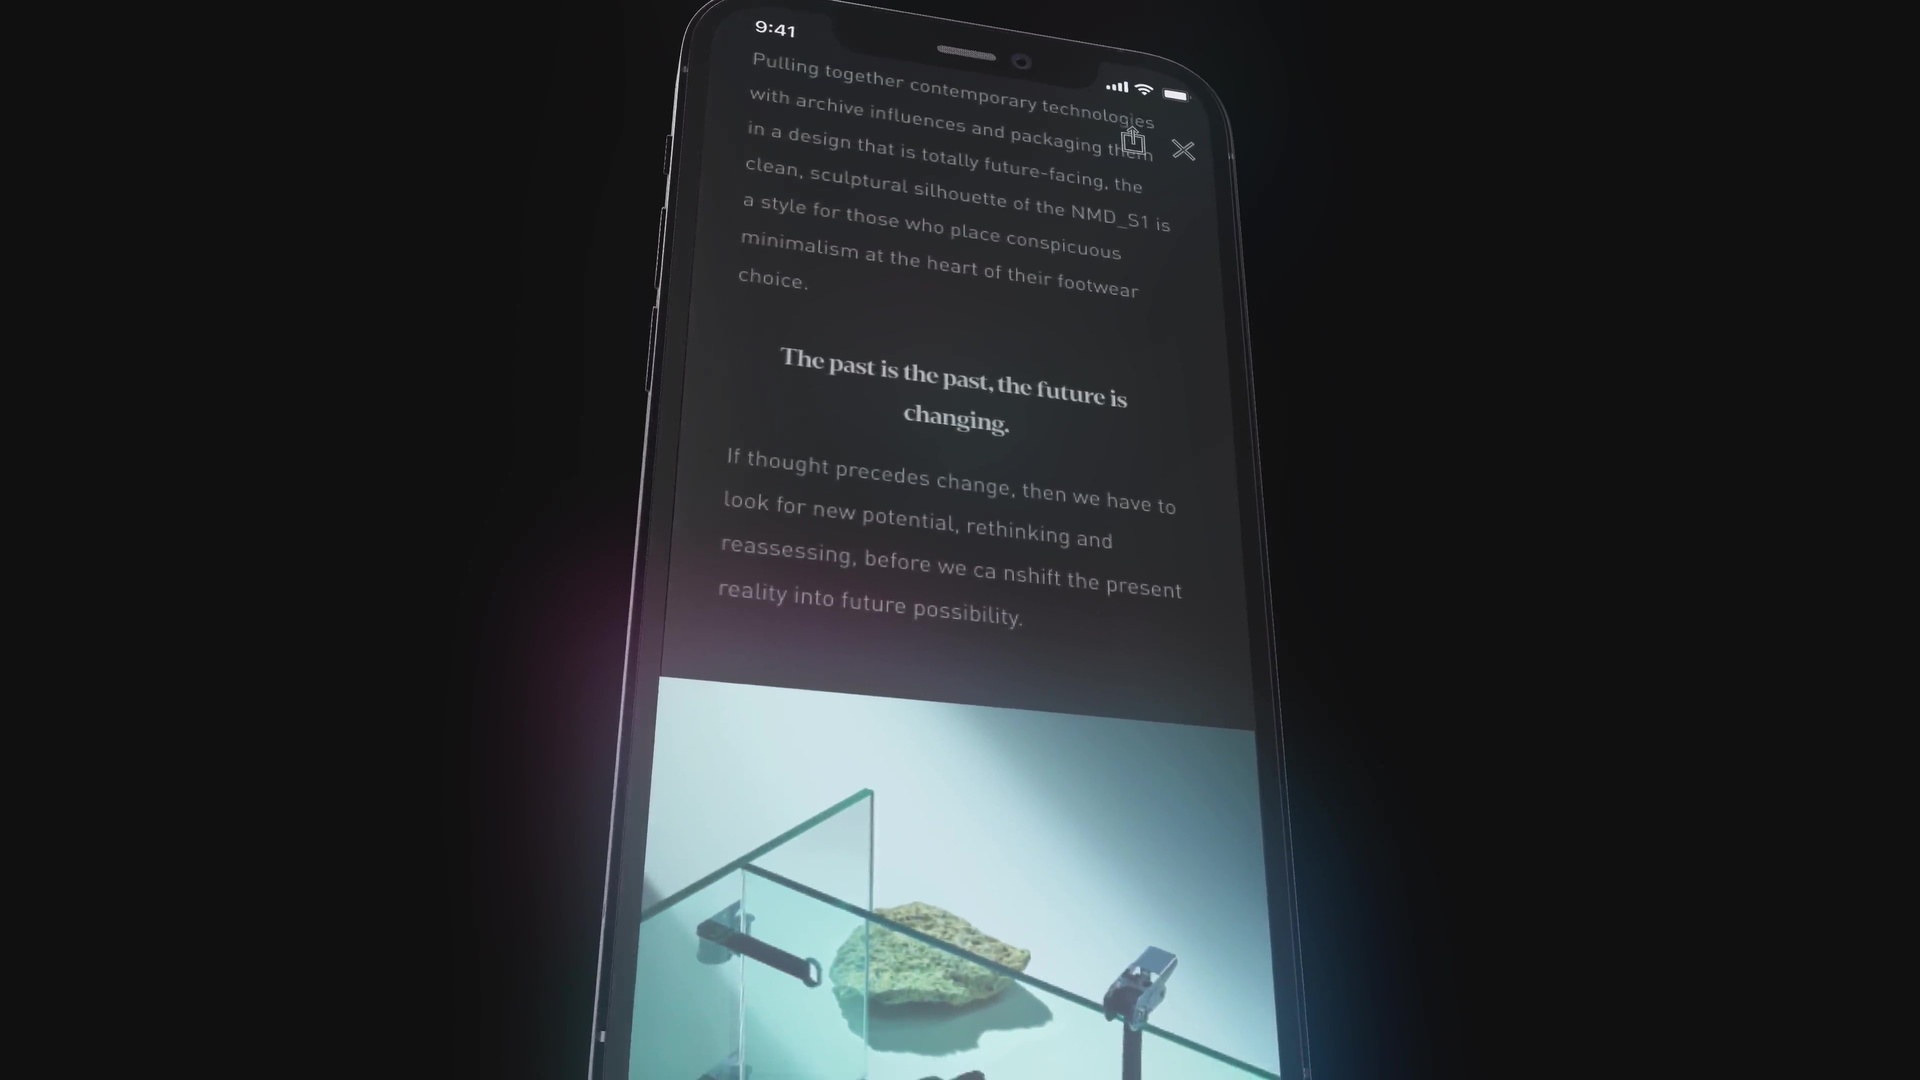 9:41
Pulling together contemporary technologies
with archive influences and packaging them
in a design that is totally future-facing, the
clean, sculptural silhouette of the NMD_S1 is
a style for those who place conspicuous
minimalism at the heart of their footwear
choice.
The past is the past, the future is
changing.
If thought precedes change, then we have to
look for new potential, rethinking and
reassessing, before we ca nshift the present
reality into future possibility.